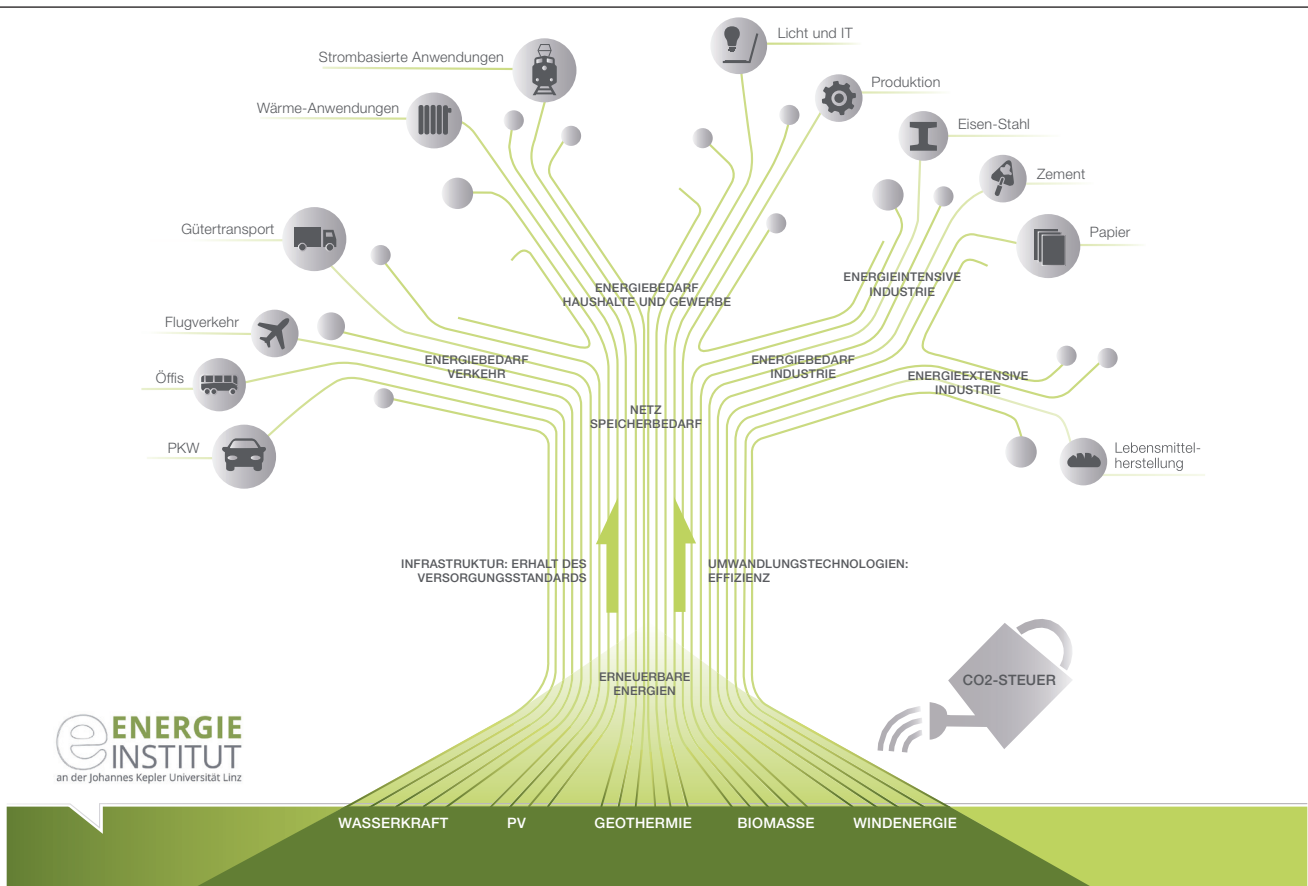 Licht und IT
Strombasierte Anwendungen
Produktion
Wärme-Anwendungen
Eisen-Stahl
Zement
Gütertransport
Papier
ENERGIEINTENSIVE
INDUSTRIE
ENERGIEBEDARF
HAUSHALTE UND GEWERBE
Flugverkehr
ENERGIEBEDARF
VERKEHR
ENERGIEBEDARF
INDUSTRIE
ENERGIEEXTENSIVE
INDUSTRIE
Öffis
NETZ
SPEICHERBEDARF
PKW
Lebensmittel-
herstellung
INFRASTRUKTUR: ERHALT DES
VERSORGUNGSSTANDARDS
UMWANDLUNGSTECHNOLOGIEN:
EFFIZIENZ
ERNEUERBARE
ENERGIEN
CO2-STEUER
e ENERGIE
INSTITUT
an der Johannes Kepler Universität Linz
WASSERKRAFT PV GEOTHERMIE BIOMASSE WINDENERGIE